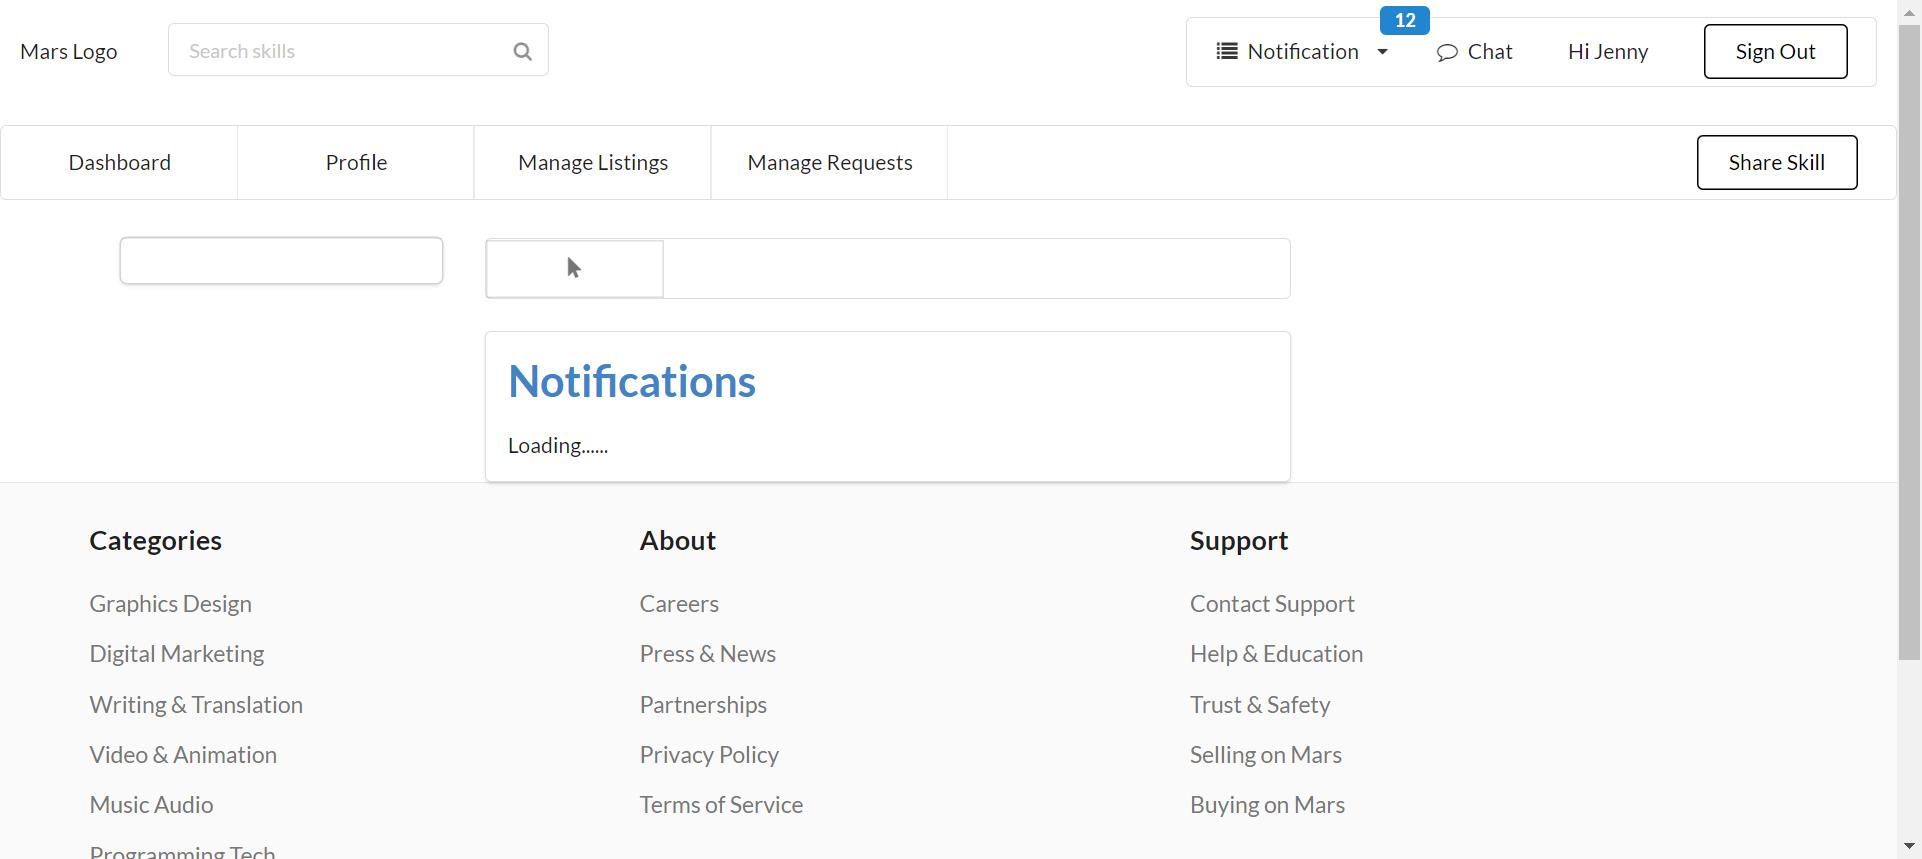 Mars Logo
Search skills
12
Notification
Chat
Hi Jenny
Sign Out
Dashboard
Profile
Manage Listings
Manage Requests
Share Skill
Notifications
Loading......
Categories
Graphics Design
Digital Marketing
Writing & Translation
Video & Animation
Music Audio
Programming Tech
About
Careers
Press & News
Partnerships
Privacy Policy
Terms of Service
Support
Contact Support
Help & Education
Trust & Safety
Selling on Mars
Buying on Mars